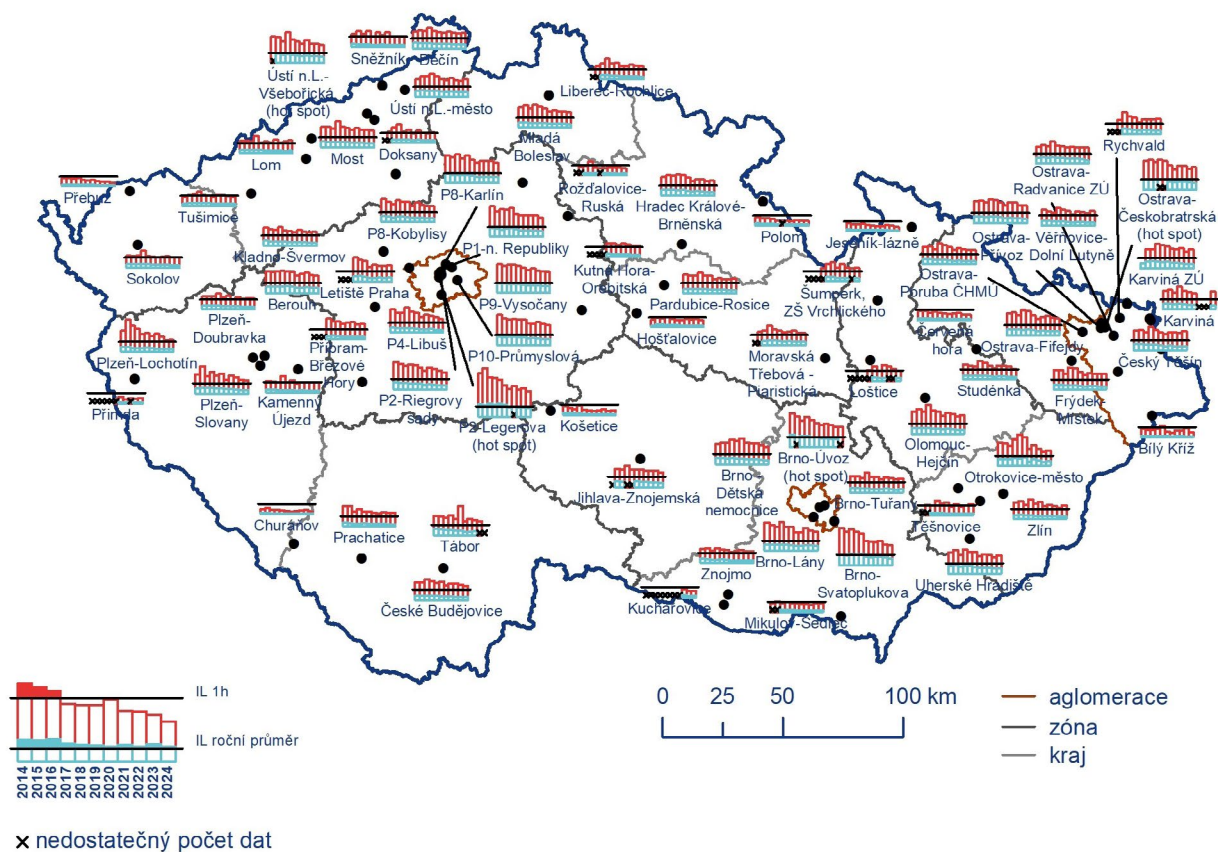 Ústí n.L.-
Všebořická
(hot spot)
Sněžník
Děčín
Ústí n.L.-město
Liberec-Rochlice
Lom
Most
Doksany
Mladá
Boleslav
Rychvald
Přebuz
Tušimice
P8-Karlín
Rožďalovice-
Ruská
Hradec Králové-
Brněnská
Ostrava-
Radvanice ZÚ
Ostrava-
Českobratrská
(hot spot)
P8-Kobylisy
P1-n. Republiky
Polom
Jeseník-lázně
Ostrava-
Přívoz
Věřňovice-
Dolní Lutyně
Sokolov
Kladno-Švermov
Letiště Praha
Kutná Hora-
Orebitská
Ostrava-
Poruba ČHMÚ
Karviná ZÚ
Beroun
P9-Vysočany
Pardubice-Rosice
Šumperk,
ZŠ Vrchlického
Karviná
Plzeň-
Doubravka
Příbram-
Březové
Hory
P4-Libuš
P10-Průmyslová
Hošťalovice
Červená
hora
Ostrava-Fifejdy
Plzeň-Lochotín
Moravská
Třebová -
Piaristická
Český Těšín
Přimda
Plzeň-
Slovany
Kamenný
Újezd
P2-Riegrovy
sady
P2-Legerova
(hot spot)
Košetice
Loštice
Studénka
Frýdek-
Místek
Olomouc-
Hejčín
Bílý Kříž
Jihlava-Znojemská
Brno-
Dětská
nemocnice
Brno-Úvoz
(hot spot)
Brno-Tuřany
Otrokovice-město
Churáňov
Prachatice
Tábor
Těšnovice
Zlín
České Budějovice
Znojmo
Brno-Lány
Brno-
Svatoplukova
Uherské Hradiště
Kuchařovice
Mikulov-Sedlec
IL 1h
IL roční průměr
2014
2015
2016
2017
2018
2019
2020
2021
2022
2023
2024
0 25 50 100 km
aglomerace
zóna
kraj
x nedostatečný počet dat